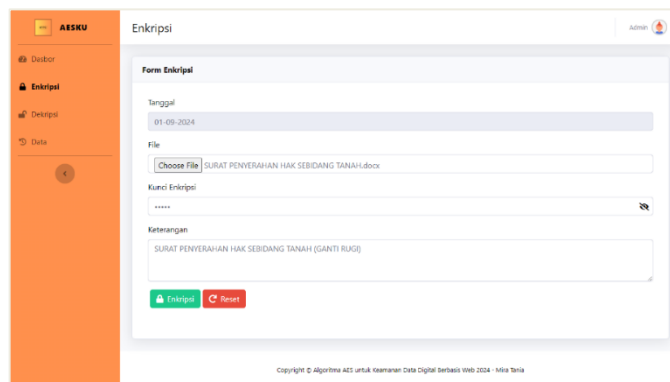 AESKU
Enkripsi
Admin
Dasbor
Enkripsi
Dekripsi
Data
Form Enkripsi
Tanggal
01-09-2024
File
Choose File SURAT PENYERAHAN HAK SEBIDANG TANAH.docx
Kunci Enkripsi
•••••
Keterangan
SURAT PENYERAHAN HAK SEBIDANG TANAH (GANTI RUGI)
Enkripsi
Reset
Copyright © Algoritma AES untuk Keamanan Data Digital Berbasis Web 2024 - Mira Tania